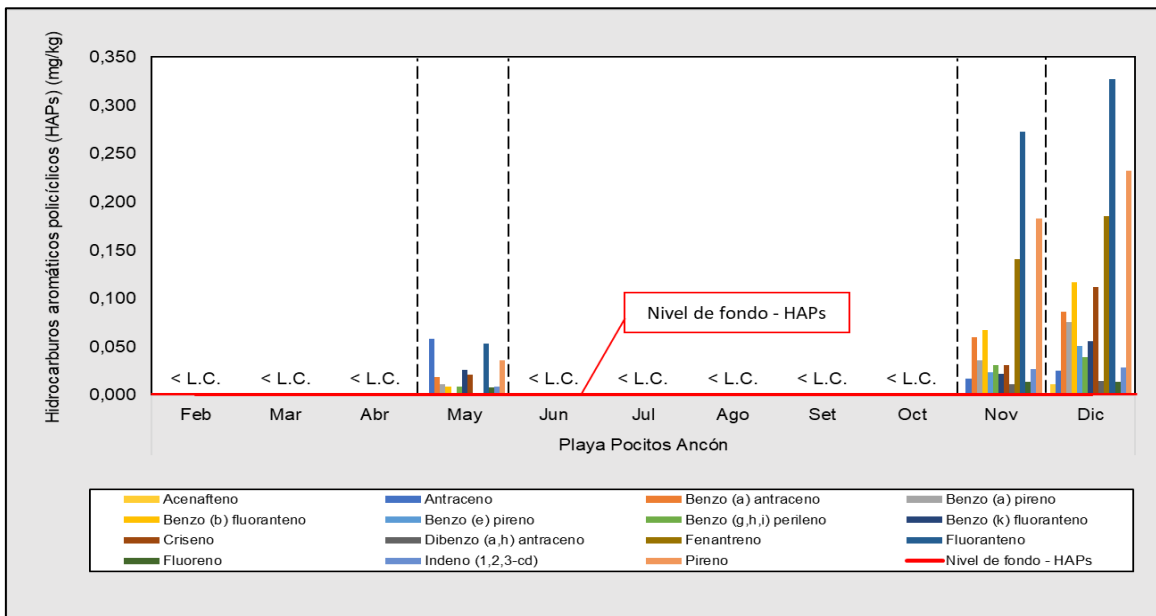 Hidrocarburos aromáticos policíclicos (HAPs) (mg/kg)
0,350
0,300
0,250
0,200
0,150
0,100
0,050
0,000
Nivel de fondo - HAPs
< L.C. < L.C. < L.C. < L.C. < L.C. < L.C. < L.C. < L.C.
Feb Mar Abr May Jun Jul Ago Set Oct Nov Dic
Playa Pocitos Ancón
Acenafteno Antraceno Benzo (a) antraceno Benzo (a) pireno
Benzo (b) fluoranteno Benzo (e) pireno Benzo (g,h,i) perileno Benzo (k) fluoranteno
Criseno Dibenzo (a,h) antraceno Fenantreno Fluoranteno
Fluoreno Indeno (1,2,3-cd) Pireno Nivel de fondo - HAPs